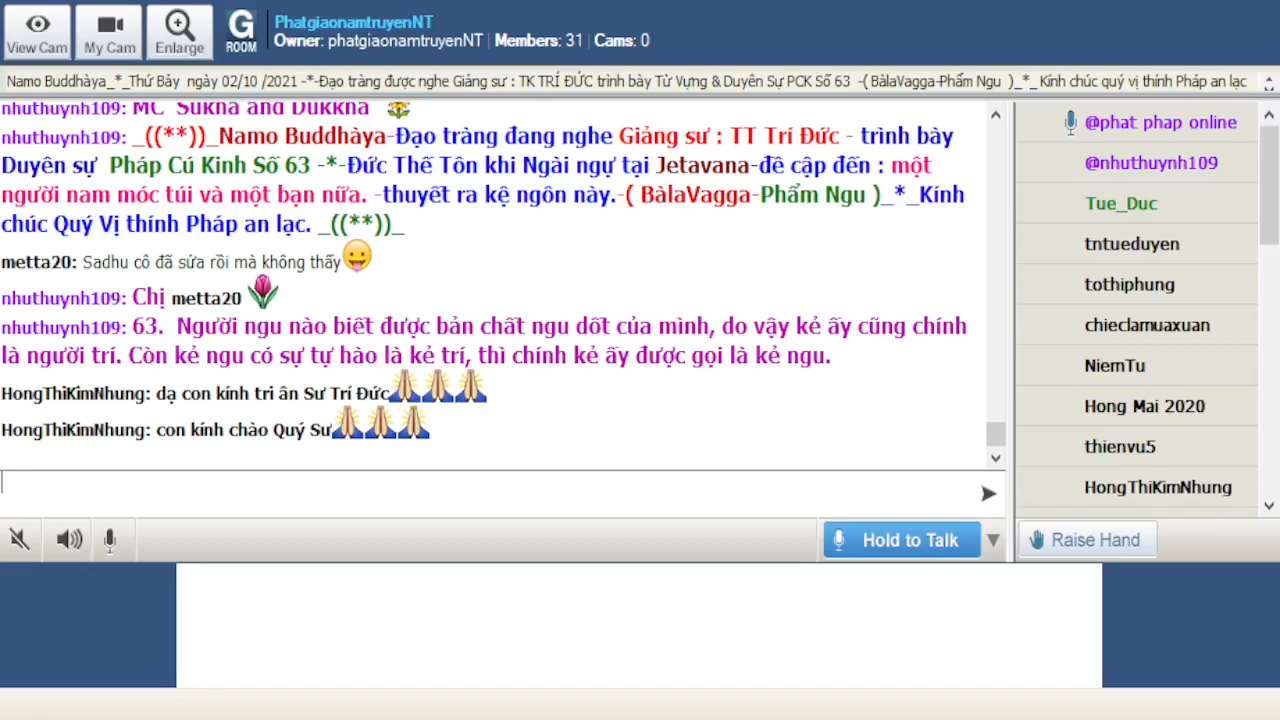 View Cam
My Cam
Enlarge
G
ROOM
PhatgiaonamtruyenNT
Owner: phatgiaonamtruyenNT | Members: 31 | Cams: 0
Namo Buddhàya_*_Thứ Bảy ngày 02/10 /2021 -*-Đạo tràng được nghe Giảng sư : TK TRÍ ĐỨC trình bày Từ Vựng & Duyên Sự PCK Số 63 -( BàlaVagga-Phẩm Ngu )_*_ Kính chúc quý vị thính Pháp an lạc
nhuthuynh109: MC Sukha and Dukkha
nhuthuynh109: _((**))_Namo Buddhàya-Đạo tràng đang nghe Giảng sư : TT Trí Đức - trình bày
Duyên sự Pháp Cú Kinh Số 63 -*-Đức Thế Tôn khi Ngài ngự tại Jetavana-đề cập đến : một
người nam móc túi và một bạn nữa. -thuyết ra kệ ngôn này.-( BàlaVagga-Phẩm Ngu )_*_Kính
chúc Quý Vị thính Pháp an lạc. _((**))_
metta20: Sadhu cô đã sửa rồi mà không thấy
nhuthuynh109: Chị metta20
nhuthuynh109: 63. Người ngu nào biết được bản chất ngu dốt của mình, do vậy kẻ ấy cũng chính
là người trí. Còn kẻ ngu có sự tự hào là kẻ trí, thì chính kẻ ấy được gọi là kẻ ngu.
HongThiKimNhung: dạ con kính tri ân Sư Trí Đức
HongThiKimNhung: con kính chào Quý Sư
@phat phap online
@nhuthuynh109
Tue_Duc
tntueduyen
tothiphung
chieclamuaxuan
NiemTu
Hong Mai 2020
thienvu5
HongThiKimNhung
Hold to Talk
Raise Hand